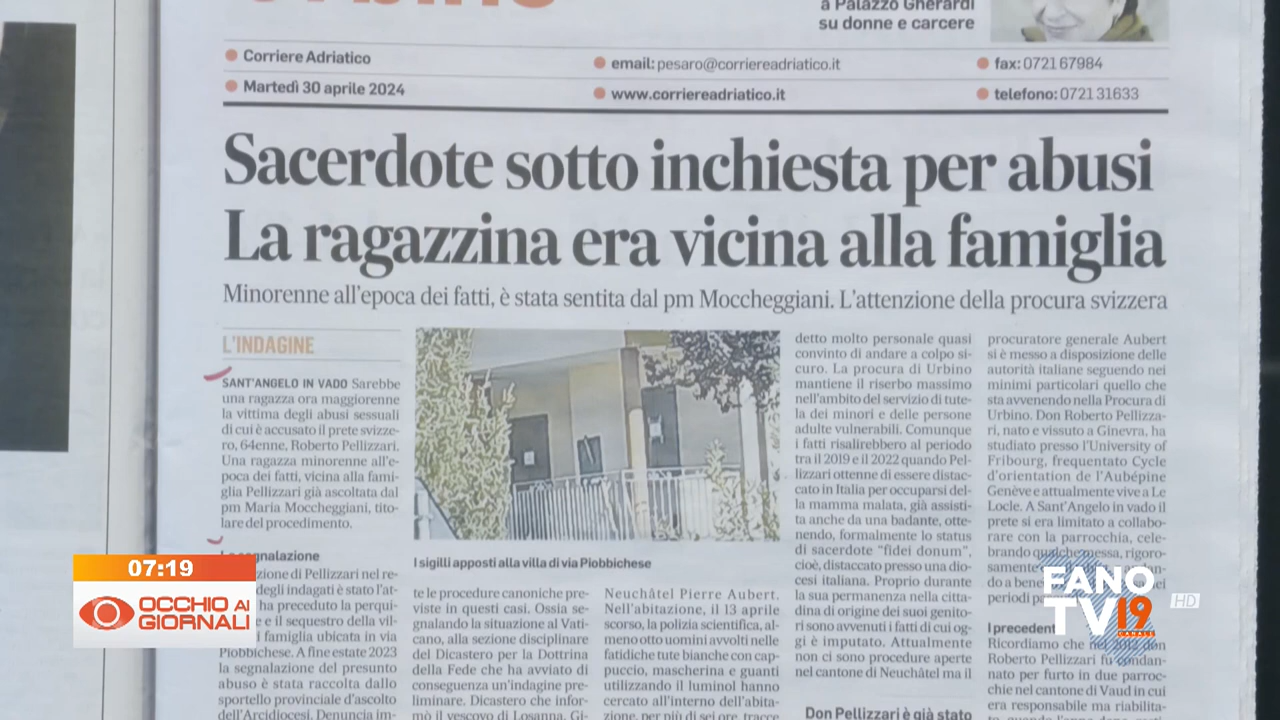 a Palazzo Gherardi
su donne e carcere
Corriere Adriatico
email: pesaro@corriereadriatico.it
fax: 0721 67984
Martedì 30 aprile 2024
www.corriereadriatico.it
telefono: 0721 31633
Sacerdote sotto inchiesta per abusi
La ragazzina era vicina alla famiglia
Minorenne all'epoca dei fatti, è stata sentita dal pm Moccheggiani. L'attenzione della procura svizzera
L'INDAGINE
SANT'ANGELO IN VADO Sarebbe
una ragazza ora maggiorenne
la vittima degli abusi sessuali
di cui è accusato il prete svizze-
ro, 64enne, Roberto Pellizzari.
Una ragazza minorenne all'e-
poca dei fatti, vicina alla fami-
glia Pellizzari già ascoltata dal
pm Maria Moccheggiani, tito-
lare del procedimento.
La segnalazione
zione di Pellizzari nel re-
degli indagati è stato l'at-
ha preceduto la perqui-
e e il sequestro della vil-
famiglia ubicata in via
Piobbichese. A fine estate 2023
la segnalazione del presunto
abuso è stata raccolta dallo
sportello provinciale d'ascolto
dell'Arcidiocesi. Denuncia im-
I sigilli apposti alla villa di via Piobbichese
te le procedure canoniche pre-
viste in questi casi. Ossia se-
gnalando la situazione al Vati-
cano, alla sezione disciplinare
del Dicastero per la Dottrina
della Fede che ha avviato di
conseguenza un'indagine pre-
liminare. Dicastero che infor-
mò il vescovo di Losanna, Gi-
Neuchâtel Pierre Aubert.
Nell'abitazione, il 13 aprile
scorso, la polizia scientifica, al-
meno otto uomini avvolti nelle
fatidiche tute bianche con cap-
puccio, mascherina e guanti
utilizzando il luminol hanno
cercato all'interno dell'abita-
zione, per più di sei ore, tracce
detto molto personale quasi
convinto di andare a colpo si-
curo. La procura di Urbino
mantiene il riserbo massimo
nell'ambito del servizio di tute-
la dei minori e delle persone
adulte vulnerabili. Comunque
i fatti risalirebbero al periodo
tra il 2019 e il 2022 quando Pel-
lizzari ottenne di essere distac-
cato in Italia per occuparsi del-
la mamma malata, già assisti-
ta anche da una badante, otte-
nendo, formalmente lo status
di sacerdote "fidei donum",
cioè, distaccato presso una dio-
cesi italiana. Proprio durante
la sua permanenza nella citta-
dina di origine dei suoi genito-
ri sono avvenuti i fatti di cui og-
gi è imputato. Attualmente
non ci sono procedure aperte
nel cantone di Neuchâtel ma il
Don Pellizzari è già stato
procuratore generale Aubert
si è messo a disposizione delle
autorità italiane seguendo nei
minimi particolari quello che
sta avvenendo nella Procura di
Urbino. Don Roberto Pellizza-
ri, nato e vissuto a Ginevra, ha
studiato presso l'University of
Fribourg, frequentato Cycle
d'orientation de l'Aubépine
Genève e attualmente vive a Le
Locle. A Sant'Angelo in vado il
prete si era limitato a collabo-
rare con la parrocchia, cele-
brando qualche messa, rigoro-
samente
a bene
periodi
I precedenti
Ricordiamo che nel don
Roberto Pellizzari fu condan-
nato per furto in due parroc-
chie nel cantone di Vaud in cui
era responsabile ma riabilita-
07:19
OCCHIO AI
GIORNALI
FANO
TV 19
CANALE
HD